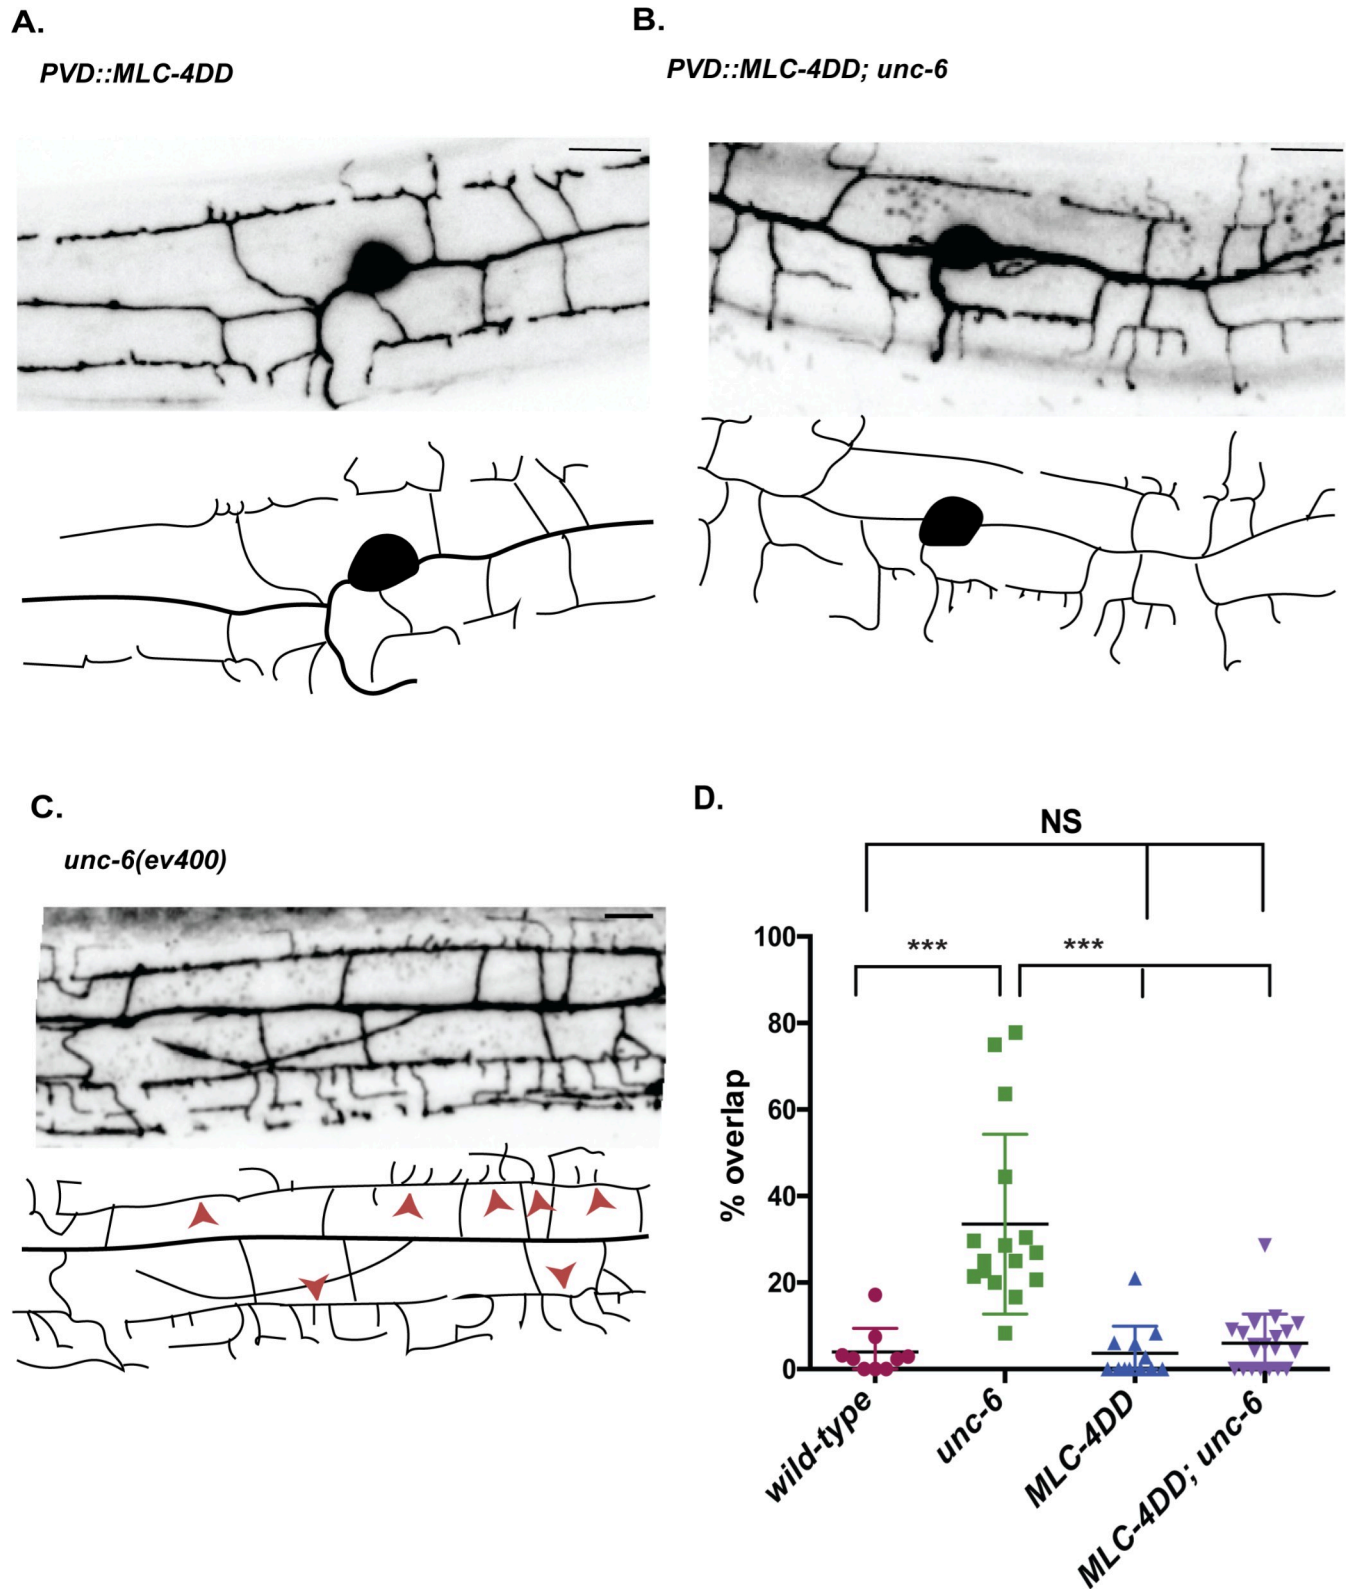 A.
B.
PVD::MLC-4DD
PVD::MLC-4DD; unc-6
C.
unc-6(ev400)
D.
NS
*** ***
100
80
60
40
20
0
% overlap
wild-type
unc-6
MLC-4DD
MLC-4DD; unc-6